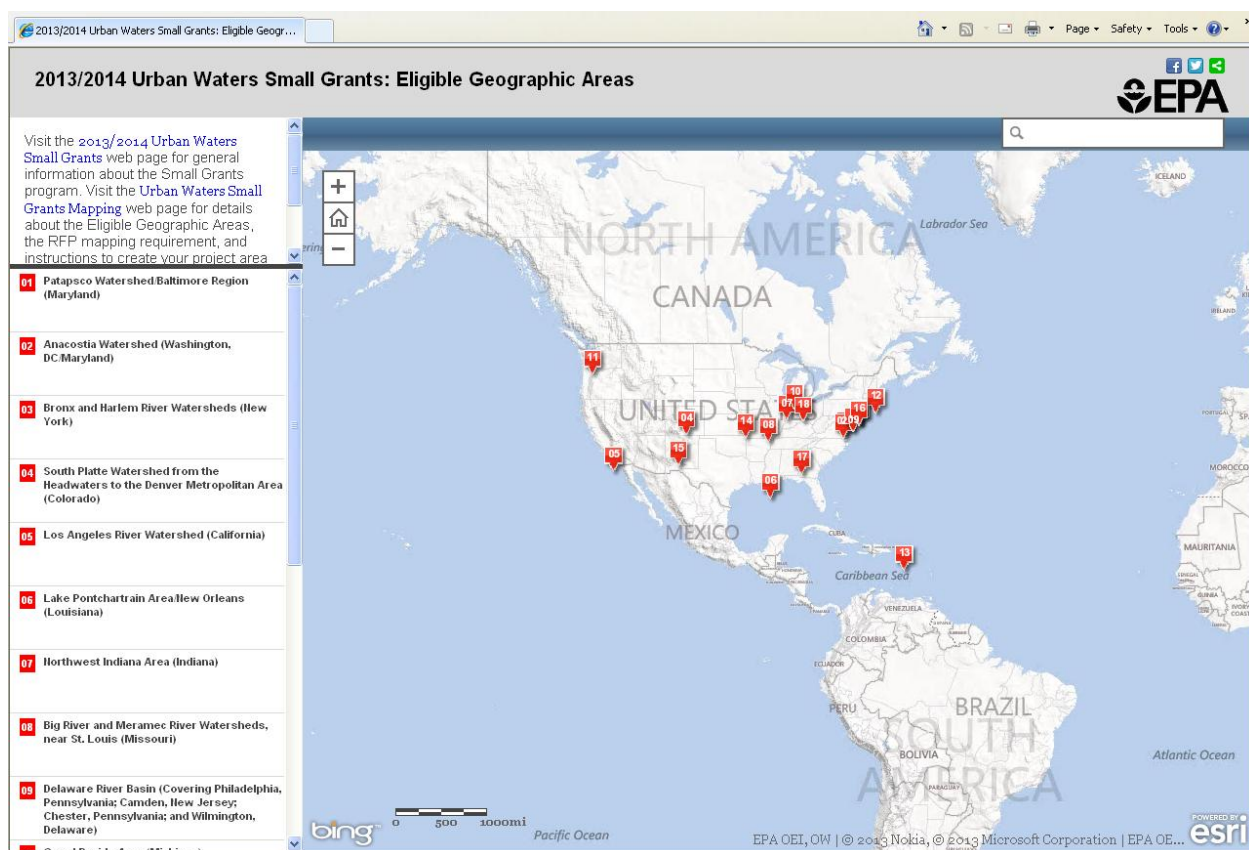 2013/2014 Urban Waters Small Grants: Eligible Geogr...
Page
Safety
Tools
2013/2014 Urban Waters Small Grants: Eligible Geographic Areas
EPA
Visit the 2013/2014 Urban Waters
Small Grants web page for general
information about the Small Grants
program. Visit the Urban Waters Small
Grants Mapping web page for details
about the Eligible Geographic Areas,
the RFP mapping requirement, and
instructions to create your project area
01 Patapsco Watershed/Baltimore Region
(Maryland)
02 Anacostia Watershed (Washington,
DC/Maryland)
03 Bronx and Harlem River Watersheds (New
York)
04 South Platte Watershed from the
Headwaters to the Denver Metropolitan Area
(Colorado)
05 Los Angeles River Watershed (California)
06 Lake Pontchartrain Area/New Orleans
(Louisiana)
07 Northwest Indiana Area (Indiana)
08 Big River and Meramec River Watersheds,
near St. Louis (Missouri)
09 Delaware River Basin (Covering Philadelphia,
Pennsylvania; Camden, New Jersey;
Chester, Pennsylvania; and Wilmington,
Delaware)
+
−
ICELAND
Labrador Sea
NORTH AMERICA
CANADA
IRELAND
11
10
12
07
18
16
UNITED STATES
04
14
08
02
09
PORTUGAL
05
15
17
06
MOROCCO
MEXICO
CUBA
13
MAURITANIA
Caribbean Sea
SENEGAL
GUINEA
IVORY
COAST
VENEZUELA
COLOMBIA
ECUADOR
PERU
BRAZIL
SOUTH
AMERICA
BOLIVIA
PARAGUAY
Atlantic Ocean
0 500 1000mi
bing
Pacific Ocean
EPA OEI, OW | © 2013 Nokia, © 2013 Microsoft Corporation | EPA OE...
POWERED BY
esri